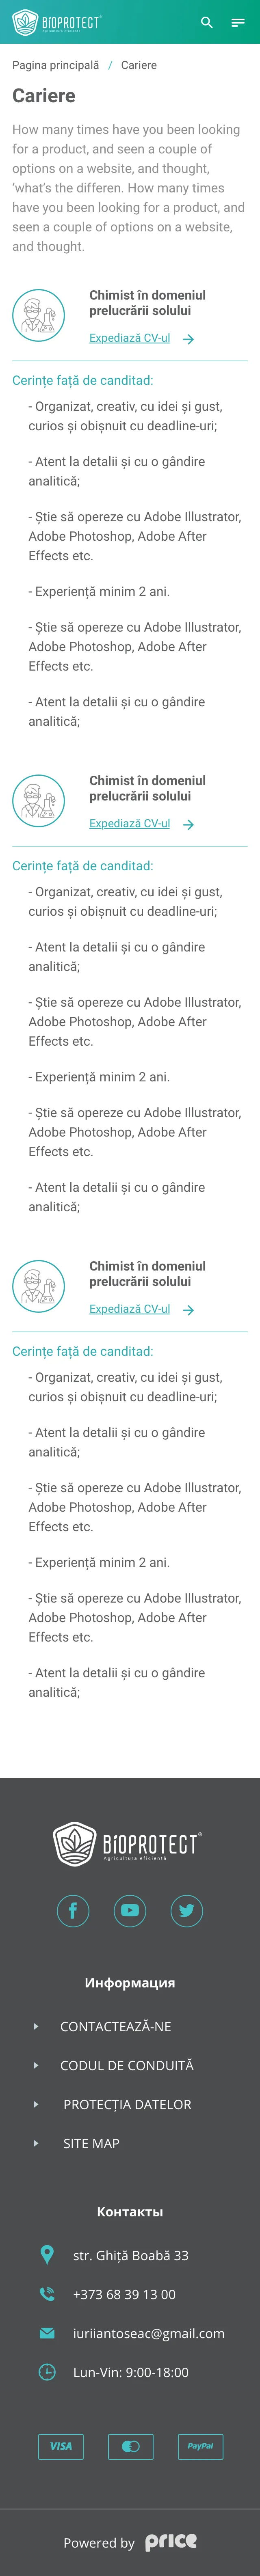 BIOPROTECT®
Agricultură eficientă
Pagina principală / Cariere
Cariere
How many times have you been looking
for a product, and seen a couple of
options on a website, and thought,
‘what’s the differen. How many times
have you been looking for a product, and
seen a couple of options on a website,
and thought.
Chimist în domeniul
prelucrării solului
Expediază CV-ul
Cerințe față de canditad:
- Organizat, creativ, cu idei și gust,
curios și obișnuit cu deadline-uri;
- Atent la detalii și cu o gândire
analitică;
- Știe să opereze cu Adobe Illustrator,
Adobe Photoshop, Adobe After
Effects etc.
- Experiență minim 2 ani.
- Știe să opereze cu Adobe Illustrator,
Adobe Photoshop, Adobe After
Effects etc.
- Atent la detalii și cu o gândire
analitică;
Chimist în domeniul
prelucrării solului
Expediază CV-ul
Cerințe față de canditad:
- Organizat, creativ, cu idei și gust,
curios și obișnuit cu deadline-uri;
- Atent la detalii și cu o gândire
analitică;
- Știe să opereze cu Adobe Illustrator,
Adobe Photoshop, Adobe After
Effects etc.
- Experiență minim 2 ani.
- Știe să opereze cu Adobe Illustrator,
Adobe Photoshop, Adobe After
Effects etc.
- Atent la detalii și cu o gândire
analitică;
Chimist în domeniul
prelucrării solului
Expediază CV-ul
Cerințe față de canditad:
- Organizat, creativ, cu idei și gust,
curios și obișnuit cu deadline-uri;
- Atent la detalii și cu o gândire
analitică;
- Știe să opereze cu Adobe Illustrator,
Adobe Photoshop, Adobe After
Effects etc.
- Experiență minim 2 ani.
- Știe să opereze cu Adobe Illustrator,
Adobe Photoshop, Adobe After
Effects etc.
- Atent la detalii și cu o gândire
analitică;
BIOPROTECT®
Agricultură eficientă
Информация
CONTACTEAZĂ-NE
CODUL DE CONDUITĂ
PROTECȚIA DATELOR
SITE MAP
Контакты
str. Ghiță Boabă 33
+373 68 39 13 00
iuriiantoseac@gmail.com
Lun-Vin: 9:00-18:00
VISA
PayPal
Powered by price